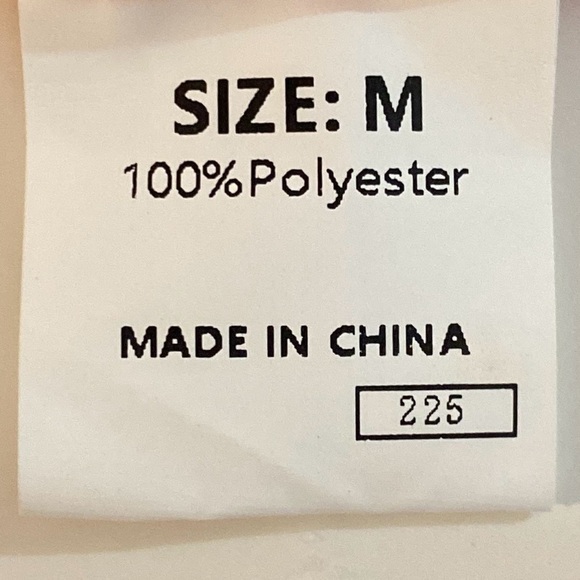 SIZE: M
100%Polyester
MADE IN CHINA
225